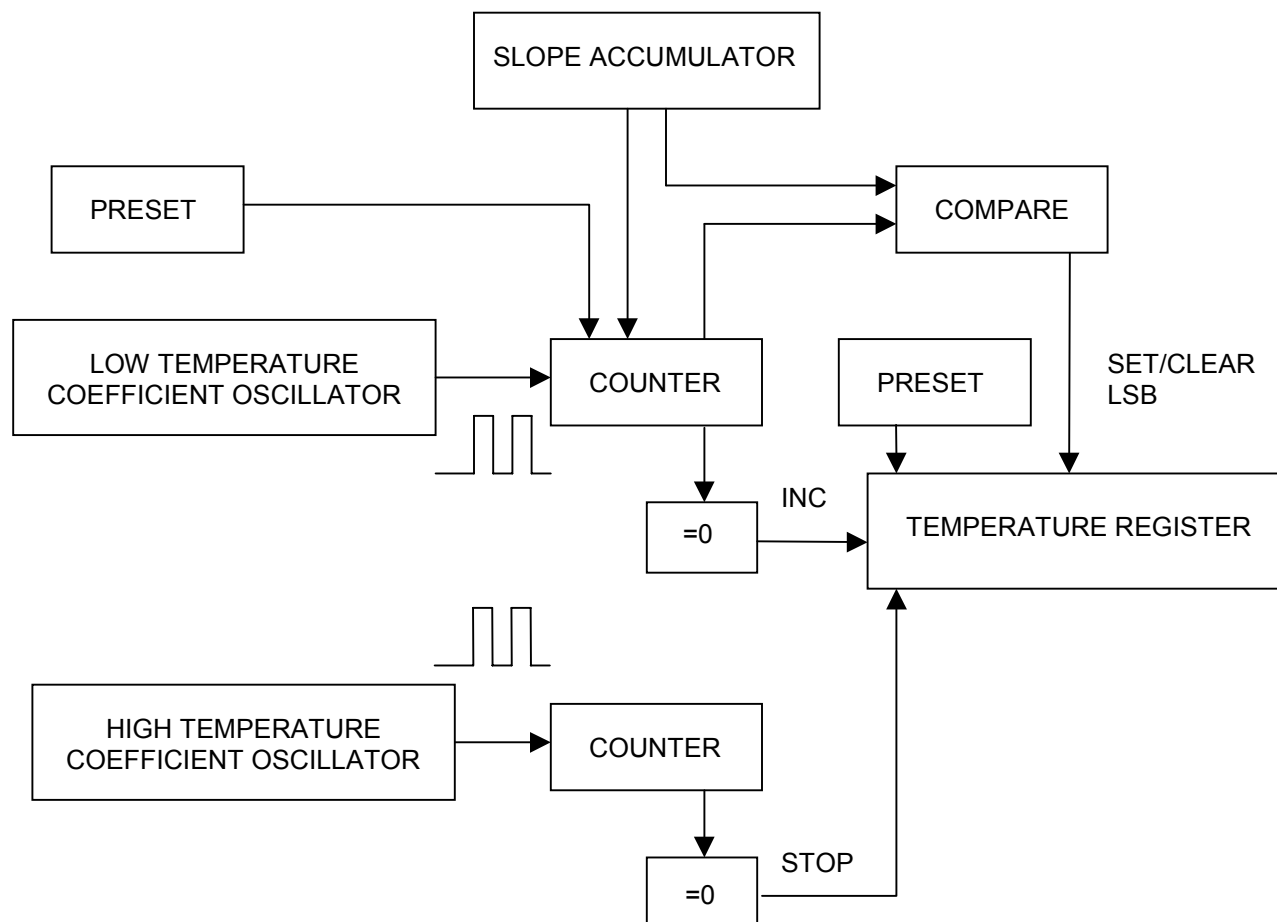 SLOPE ACCUMULATOR
PRESET
COMPARE
LOW TEMPERATURE
COEFFICIENT OSCILLATOR
COUNTER
PRESET
SET/CLEAR
LSB
=0
INC
TEMPERATURE REGISTER
HIGH TEMPERATURE
COEFFICIENT OSCILLATOR
COUNTER
=0
STOP